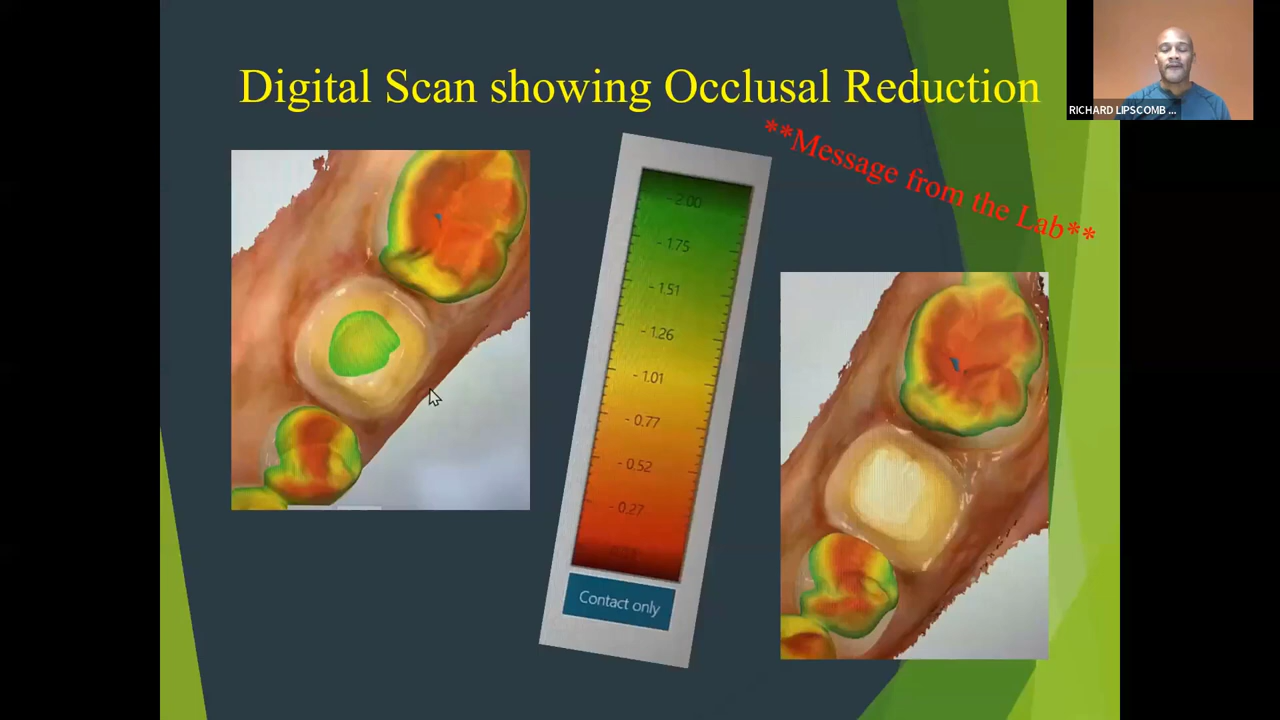 Digital Scan showing Occlusal Reduction
RICHARD LIPSCOMB ...
**Message from the Lab**
- 2.00
- 1.75
- 1.51
- 1.26
- 1.01
- 0.77
- 0.52
- 0.27
Contact only